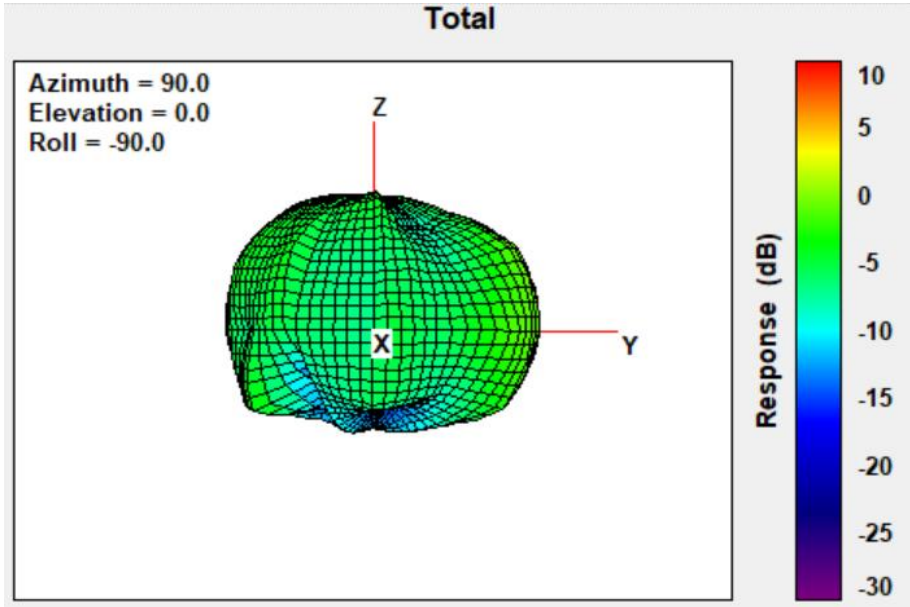 Total
Azimuth = 90.0
Elevation = 0.0
Roll = -90.0
Z
X
Y
Response (dB)
10
5
0
-5
-10
-15
-20
-25
-30